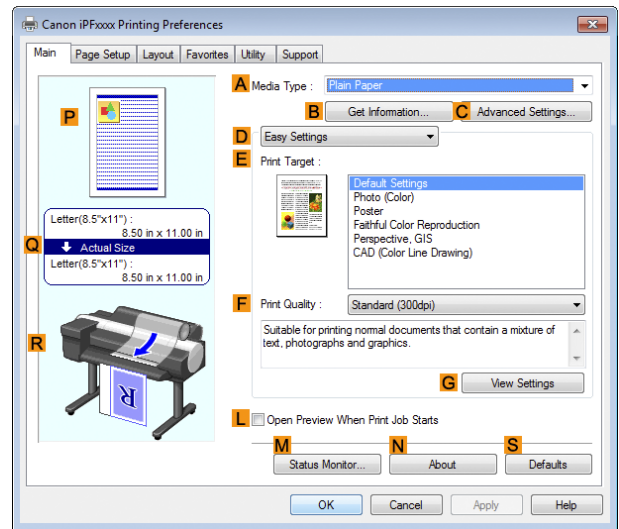 Canon iPFxxxx Printing Preferences
Main Page Setup Layout Favorites Utility Support
A Media Type : Plain Paper
B Get Information... C Advanced Settings...
D Easy Settings
E Print Target :
Default Settings
Photo (Color)
Poster
Faithful Color Reproduction
Perspective, GIS
CAD (Color Line Drawing)
F Print Quality : Standard (300dpi)
Suitable for printing normal documents that contain a mixture of
text, photographs and graphics.
G View Settings
L Open Preview When Print Job Starts
M N S
Status Monitor... About Defaults
P
Letter(8.5"x11") :
8.50 in x 11.00 in
Q Actual Size
Letter(8.5"x11") :
8.50 in x 11.00 in
R
R
OK Cancel Apply Help